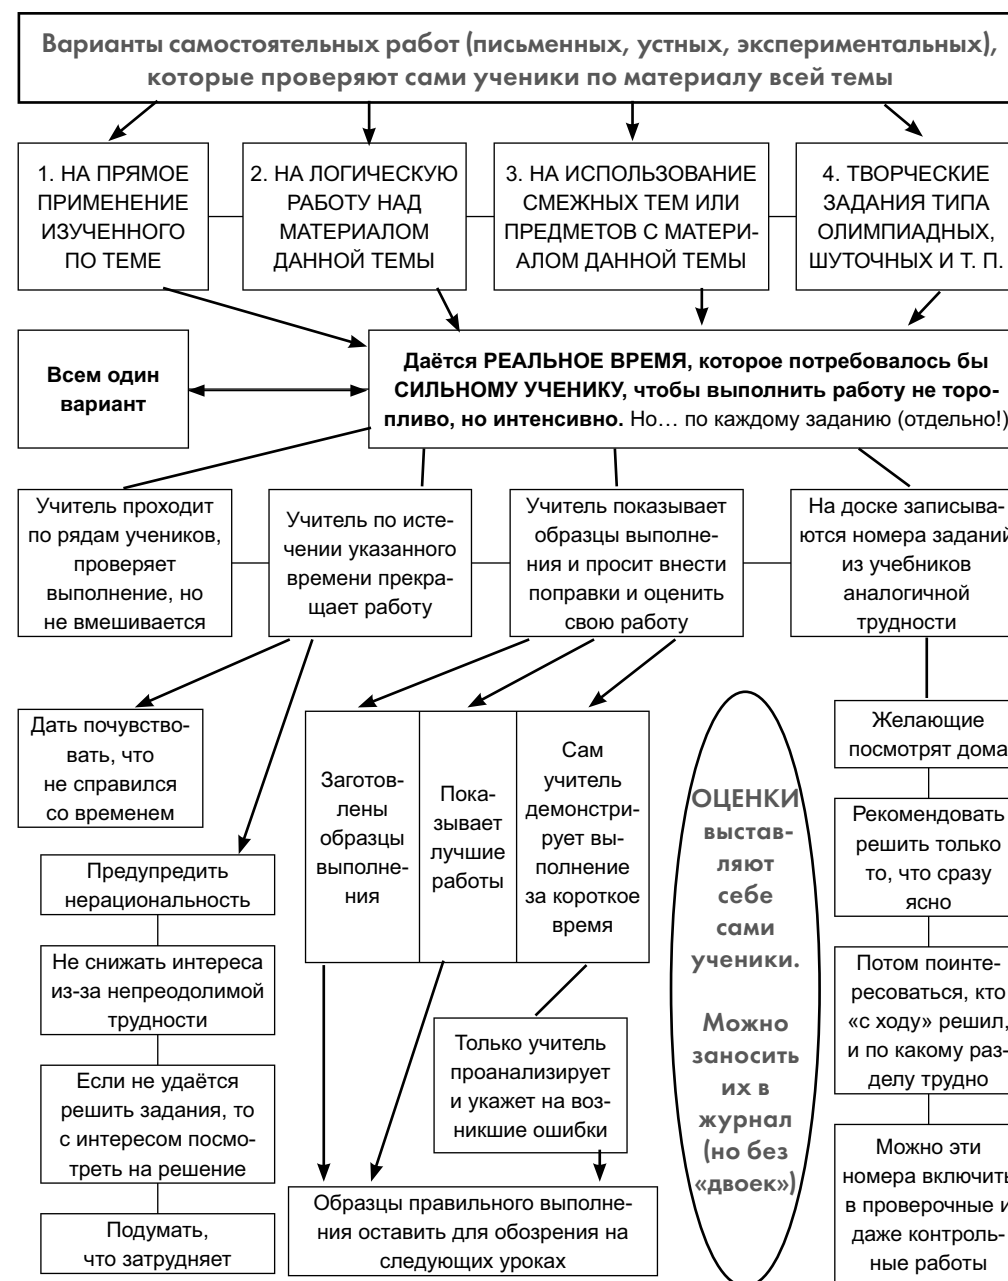 Варианты самостоятельных работ (письменных, устных, экспериментальных),
которые проверяют сами ученики по материалу всей темы
1. НА ПРЯМОЕ
ПРИМЕНЕНИЕ
ИЗУЧЕННОГО
ПО ТЕМЕ
2. НА ЛОГИЧЕСКУЮ
РАБОТУ НАД
МАТЕРИАЛОМ
ДАННОЙ ТЕМЫ
3. НА ИСПОЛЬЗОВАНИЕ
СМЕЖНЫХ ТЕМ ИЛИ
ПРЕДМЕТОВ С МАТЕРИ-
АЛОМ ДАННОЙ ТЕМЫ
4. ТВОРЧЕСКИЕ
ЗАДАНИЯ ТИПА
ОЛИМПИАДНЫХ,
ШУТОЧНЫХ И Т. П.
Всем один
вариант
Даётся РЕАЛЬНОЕ ВРЕМЯ, которое потребовалось бы
СИЛЬНОМУ УЧЕНИКУ, чтобы выполнить работу не торо-
пливо, но интенсивно. Но… по каждому заданию (отдельно!)
Учитель проходит
по рядам учеников,
проверяет
выполнение, но
не вмешивается
Учитель по исте-
чении указанного
времени прекра-
щает работу
Учитель показывает
образцы выполне-
ния и просит внести
поправки и оценить
свою работу
На доске записыва-
ются номера заданий
из учебников
аналогичной
трудности
Дать почувство-
вать, что
не справился
со временем
Предупредить
нерациональность
Не снижать интереса
из-за непреодолимой
трудности
Если не удаётся
решить задания, то
с интересом посмо-
треть на решение
Подумать,
что затрудняет
Заготов-
лены
образцы
выполне-
ния
Пока-
зывает
лучшие
работы
Сам
учитель
демонстри-
рует вы-
полнение
за короткое
время
Только учитель
проанализирует
и укажет на воз-
никшие ошибки
Образцы правильного выполне-
ния оставить для обозрения на
следующих уроках
ОЦЕНКИ
выстав-
ляют
себе
сами
ученики.
Можно
заносить
их в
журнал
(но без
«двоек»)
Желающие
посмотрят дома
Рекомендовать
решить только
то, что сразу
ясно
Потом поинте-
ресоваться, кто
«с ходу» решил,
и по какому раз-
делу трудно
Можно эти
номера включить
в проверочные и
даже контроль-
ные работы